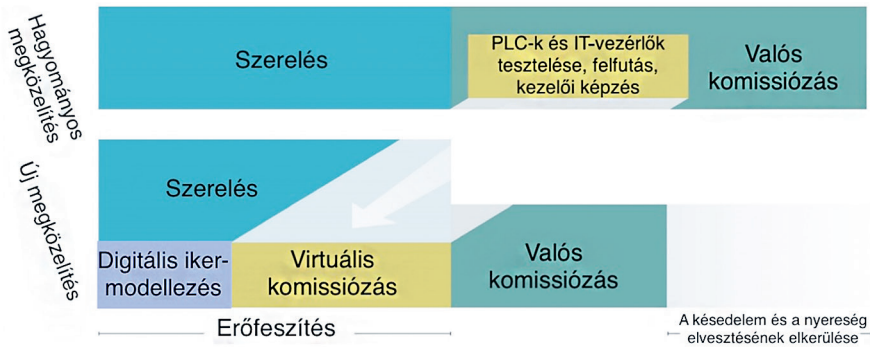 Hagyományos
megközelítés
Szerelés
PLC-k és IT-vezérlők
tesztelése, felfutás,
kezelői képzés
Valós
komissiózás
Új megközelítés
Szerelés
Digitális iker-
modellezés
Virtuális
komissiózás
Valós
komissiózás
Erőfeszítés
A késedelem és a nyereség
elvesztésének elkerülése